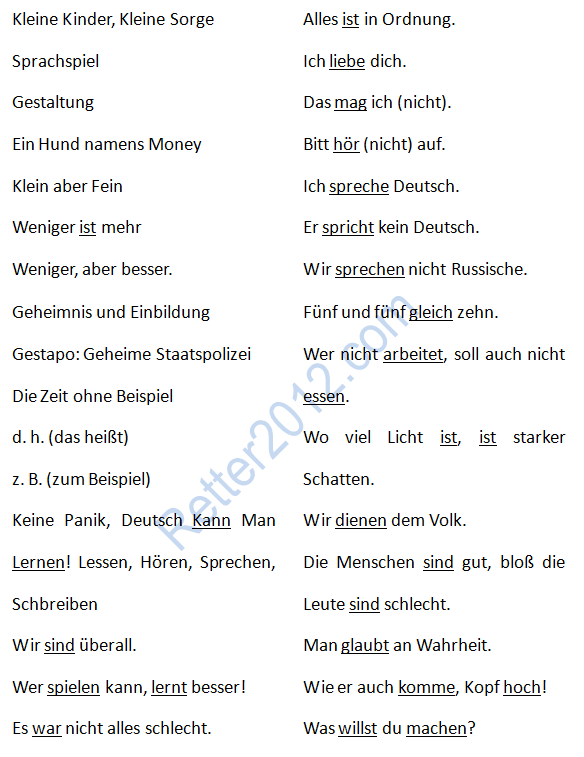 Kleine Kinder, Kleine Sorge
Sprachspiel
Gestaltung
Ein Hund namens Money
Klein aber Fein
Weniger ist mehr
Weniger, aber besser.
Geheimnis und Einbildung
Gestapo: Geheime Staatspolizei
Die Zeit ohne Beispiel
d. h. (das heißt)
z. B. (zum Beispiel)
Keine Panik, Deutsch Kann Man
Lernen! Lessen, Hören, Sprechen,
Schbreiben
Wir sind überall.
Wer spielen kann, lernt besser!
Es war nicht alles schlecht.
Alles ist in Ordnung.
Ich liebe dich.
Das mag ich (nicht).
Bitt hör (nicht) auf.
Ich spreche Deutsch.
Er spricht kein Deutsch.
Wir sprechen nicht Russische.
Fünf und fünf gleich zehn.
Wer nicht arbeitet, soll auch nicht
essen.
Wo viel Licht ist, ist starker
Schatten.
Wir dienen dem Volk.
Die Menschen sind gut, bloß die
Leute sind schlecht.
Man glaubt an Wahrheit.
Wie er auch komme, Kopf hoch!
Was willst du machen?
Retter2012.com